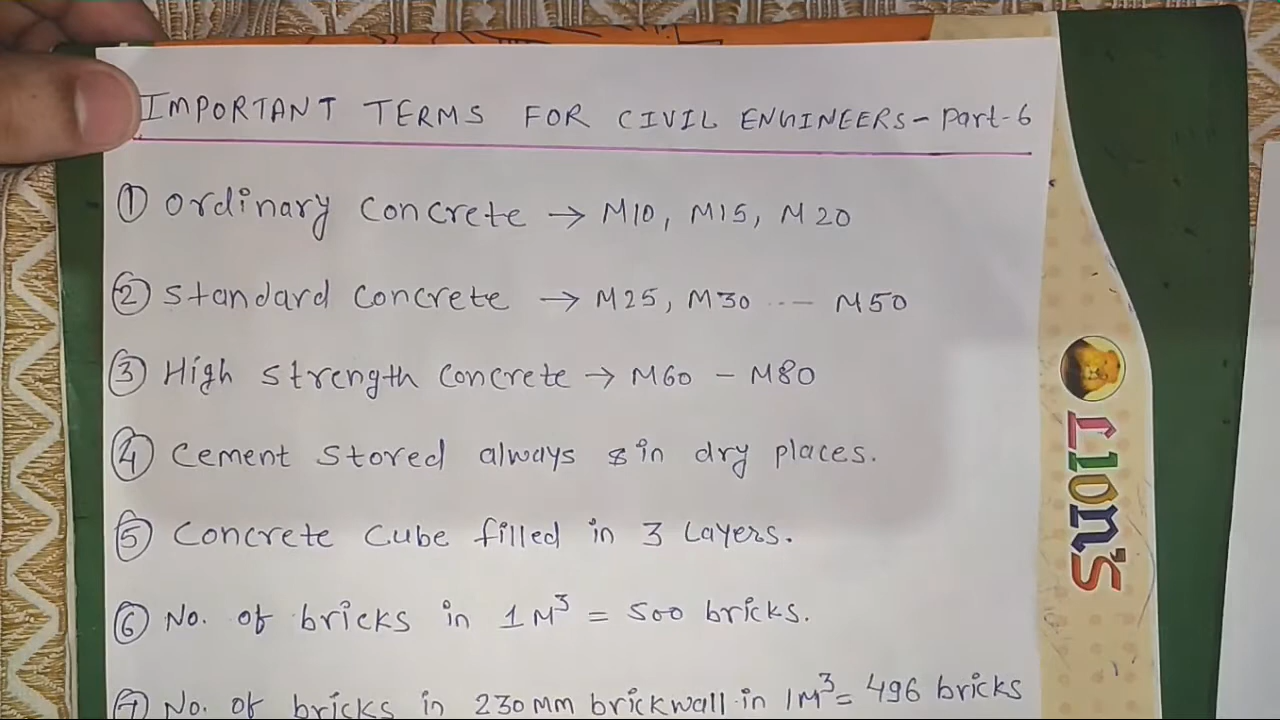 IMPORTANT TERMS FOR CIVIL ENGINEERS - Part-6
① Ordinary Concrete → M10, M15, M20
② Standard Concrete → M25, M30 ---- M50
③ High Strength Concrete → M60 - M80
④ Cement Stored always in dry places.
⑤ Concrete Cube filled in 3 Layers.
⑥ No. of bricks in 1M³ = 500 bricks.
⑦ No. of bricks in 230MM brickwall in 1M³ = 496 bricks
LION'S